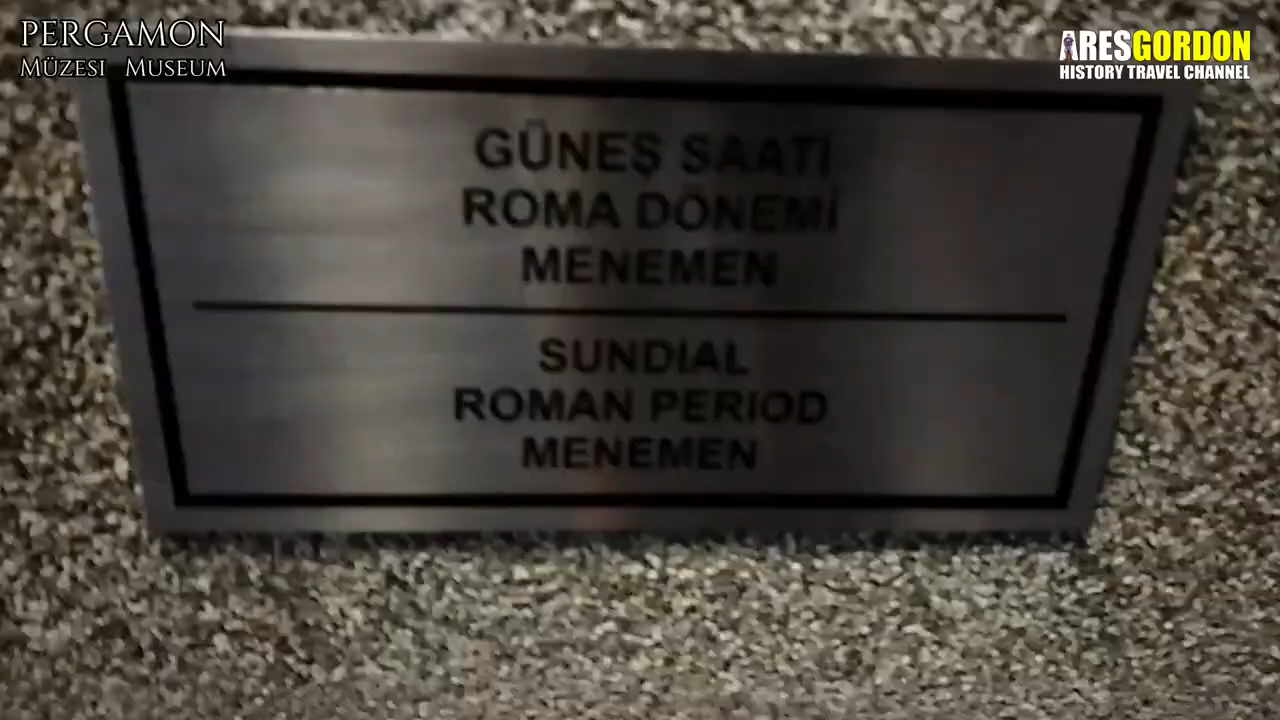 PERGAMON
MÜZESI MUSEUM
ARESGORDON
HISTORY TRAVEL CHANNEL
GÜNEŞ SAATİ
ROMA DÖNEMİ
MENEMEN
SUNDIAL
ROMAN PERIOD
MENEMEN